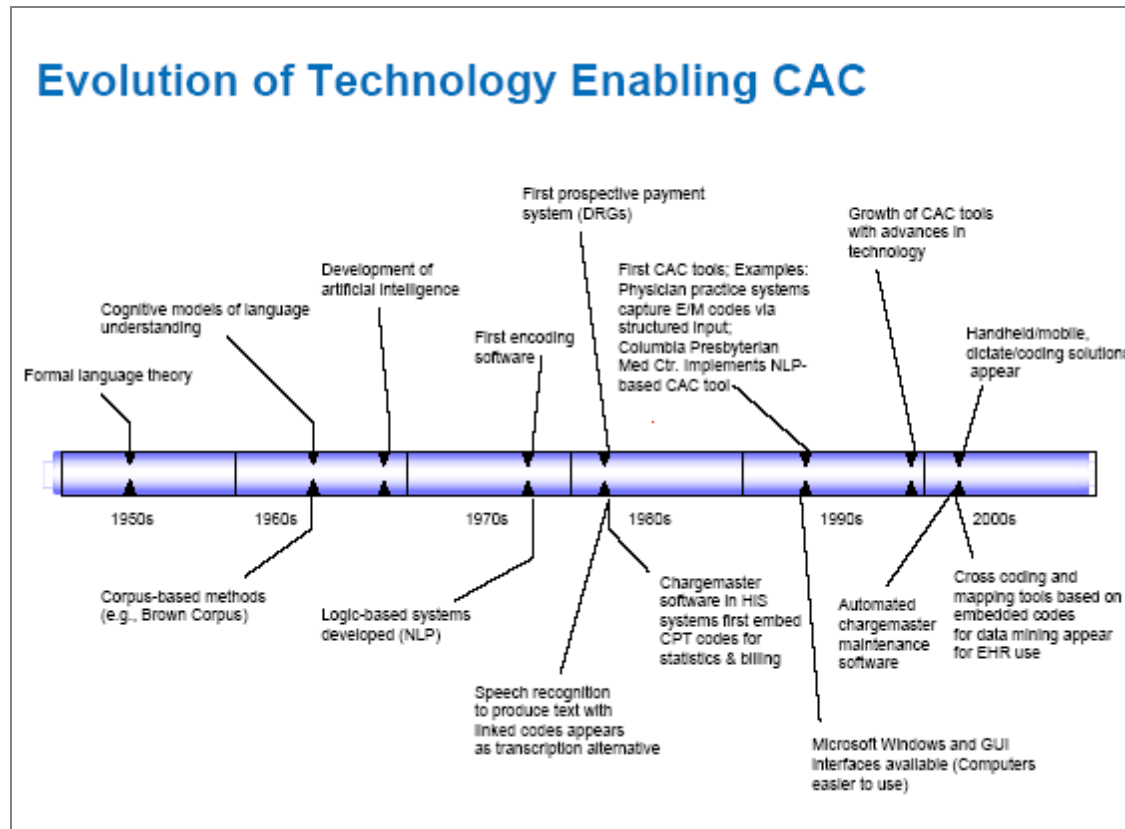 Evolution of Technology Enabling CAC
First prospective payment
system (DRGs)
Growth of CAC tools
with advances in
technology
Development of
artificial intelligence
First CAC tools; Examples:
Physician practice systems
capture E/M codes via
structured input;
Columbia Presbyterian
Med Ctr. implements NLP-
based CAC tool
Cognitive models of language
understanding
First encoding
software
Handheld/mobile,
dictate/coding solutions
appear
Formal language theory
1950s
1960s
1970s
1980s
1990s
2000s
Corpus-based methods
(e.g., Brown Corpus)
Logic-based systems
developed (NLP)
Chargemaster
software in HIS
systems first embed
CPT codes for
statistics & billing
Automated
chargemaster
maintenance
software
Cross coding and
mapping tools based on
embedded codes
for data mining appear
for EHR use
Speech recognition
to produce text with
linked codes appears
as transcription alternative
Microsoft Windows and GUI
interfaces available (Computers
easier to use)